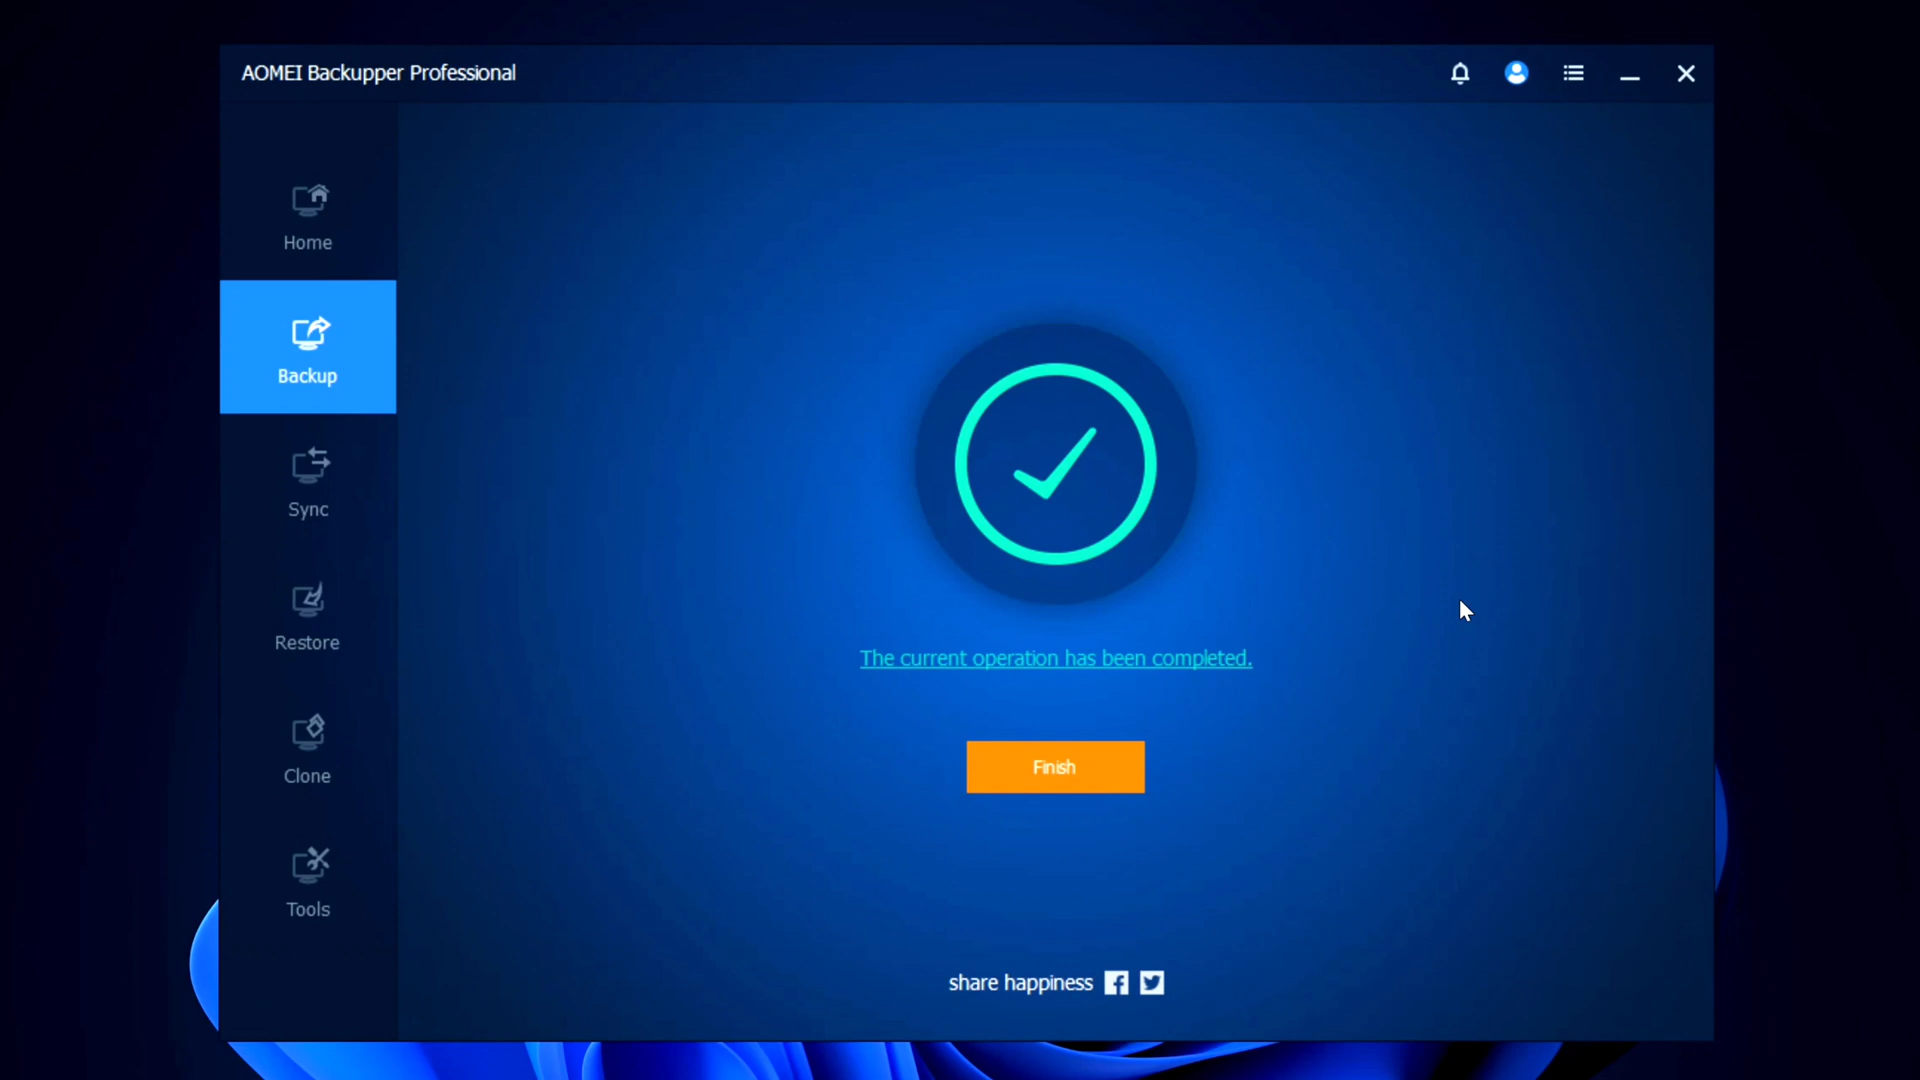 AOMEI Backupper Professional
Home
Backup
Sync
Restore
Clone
Tools
The current operation has been completed.
Finish
share happiness